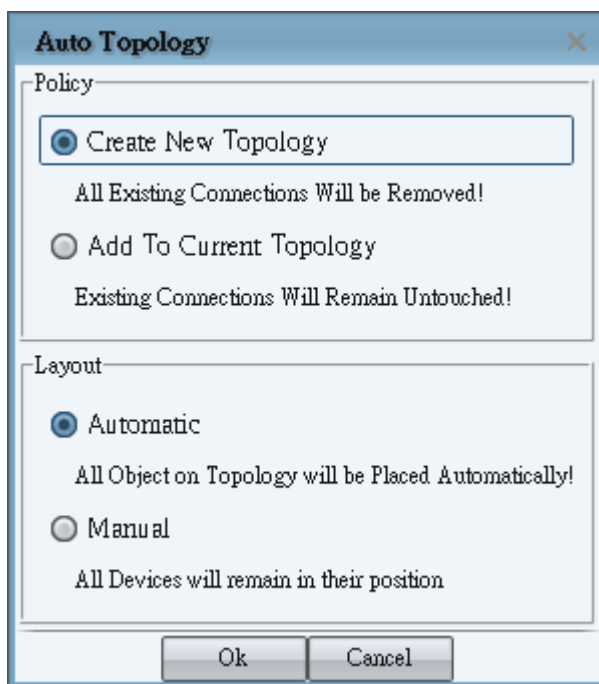 Auto Topology
Policy
Create New Topology
All Existing Connections Will be Removed!
Add To Current Topology
Existing Connections Will Remain Untouched!
Layout
Automatic
All Object on Topology will be Placed Automatically!
Manual
All Devices will remain in their position
Ok Cancel